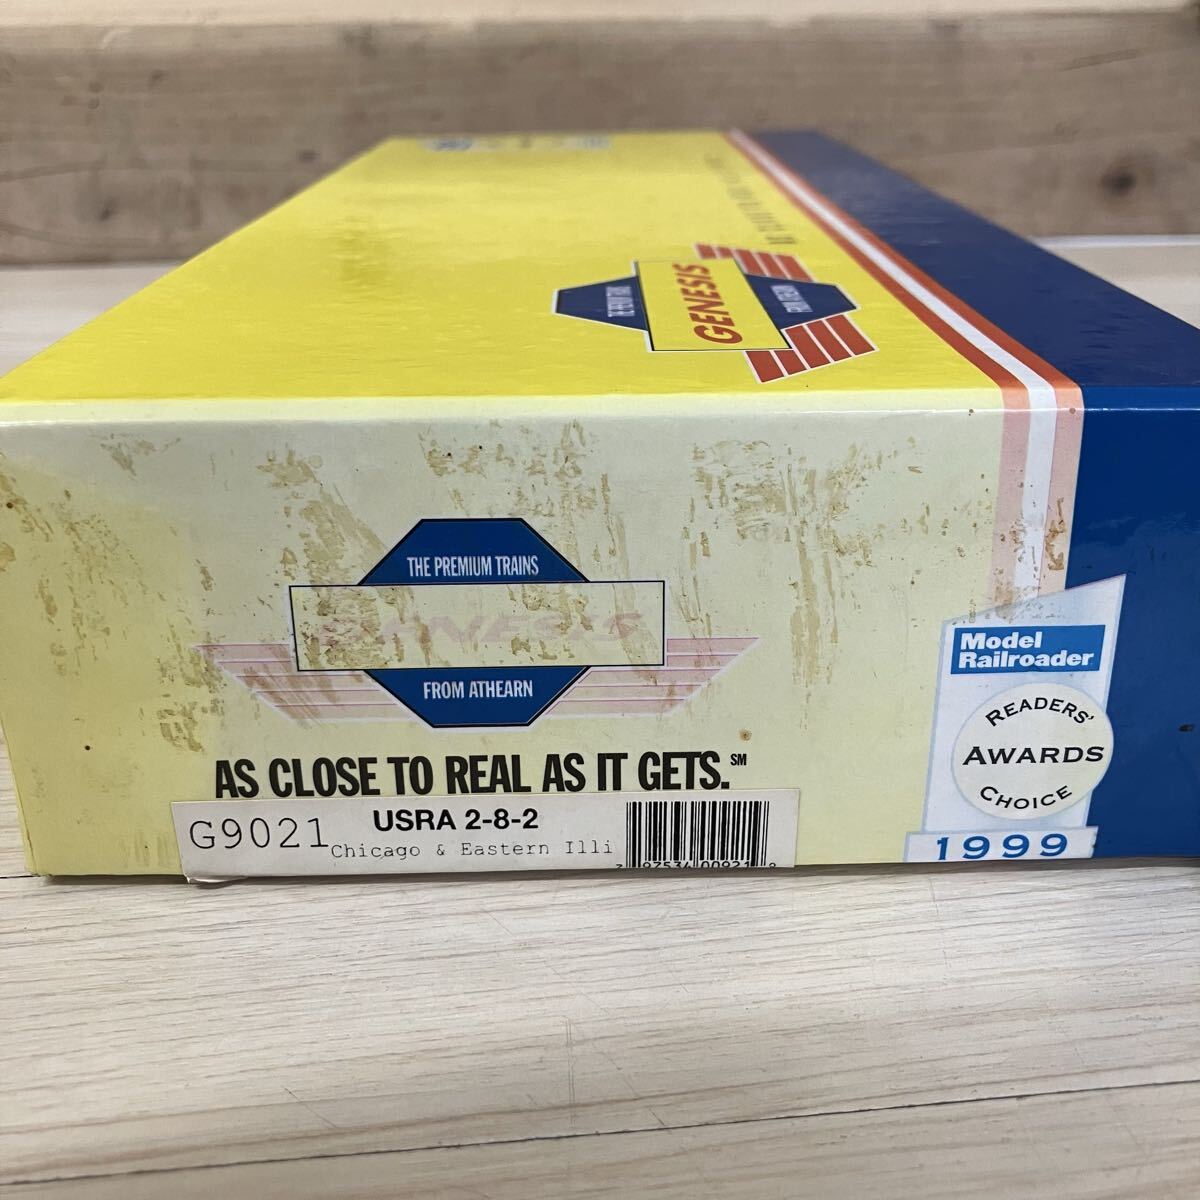 GENESIS
THE PREMIUM TRAINS
GENESIS
FROM ATHEARN
AS CLOSE TO REAL AS IT GETS.℠
G9021
USRA 2-8-2
Chicago & Eastern Illi
Model
Railroader
READERS'
AWARDS
CHOICE
1999